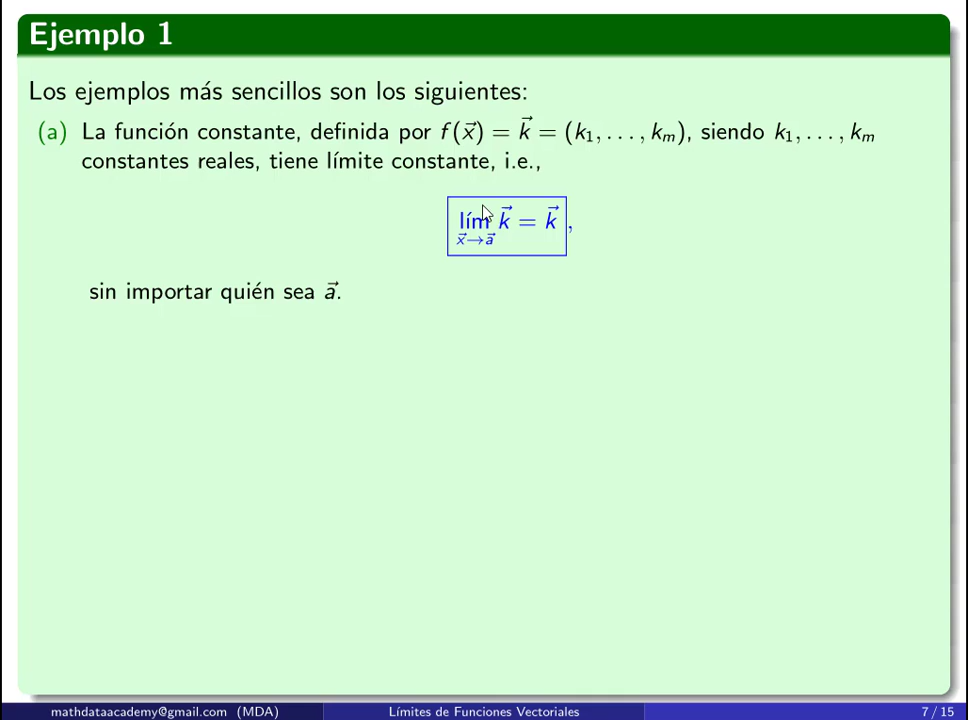 Ejemplo 1
Los ejemplos más sencillos son los siguientes:
(a) La función constante, definida por f(x⃗) = k⃗ = (k₁, . . . , kₘ), siendo k₁, . . . , kₘ
constantes reales, tiene límite constante, i.e.,
lím k⃗ = k⃗,
x⃗→a⃗
sin importar quién sea a⃗.
mathdataacademy@gmail.com (MDA) Límites de Funciones Vectoriales 7 / 15